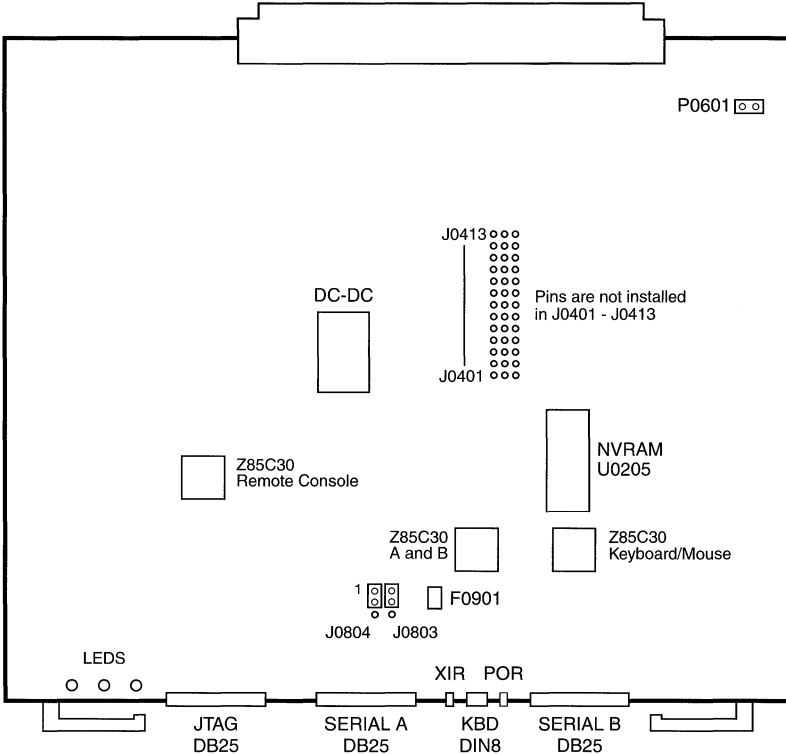 P0601
J0413
DC-DC
Pins are not installed
in J0401 - J0413
J0401
NVRAM
U0205
Z85C30
Remote Console
Z85C30
A and B
Z85C30
Keyboard/Mouse
1
F0901
J0804 J0803
LEDS
XIR POR
JTAG
DB25
SERIAL A
DB25
KBD
DIN8
SERIAL B
DB25